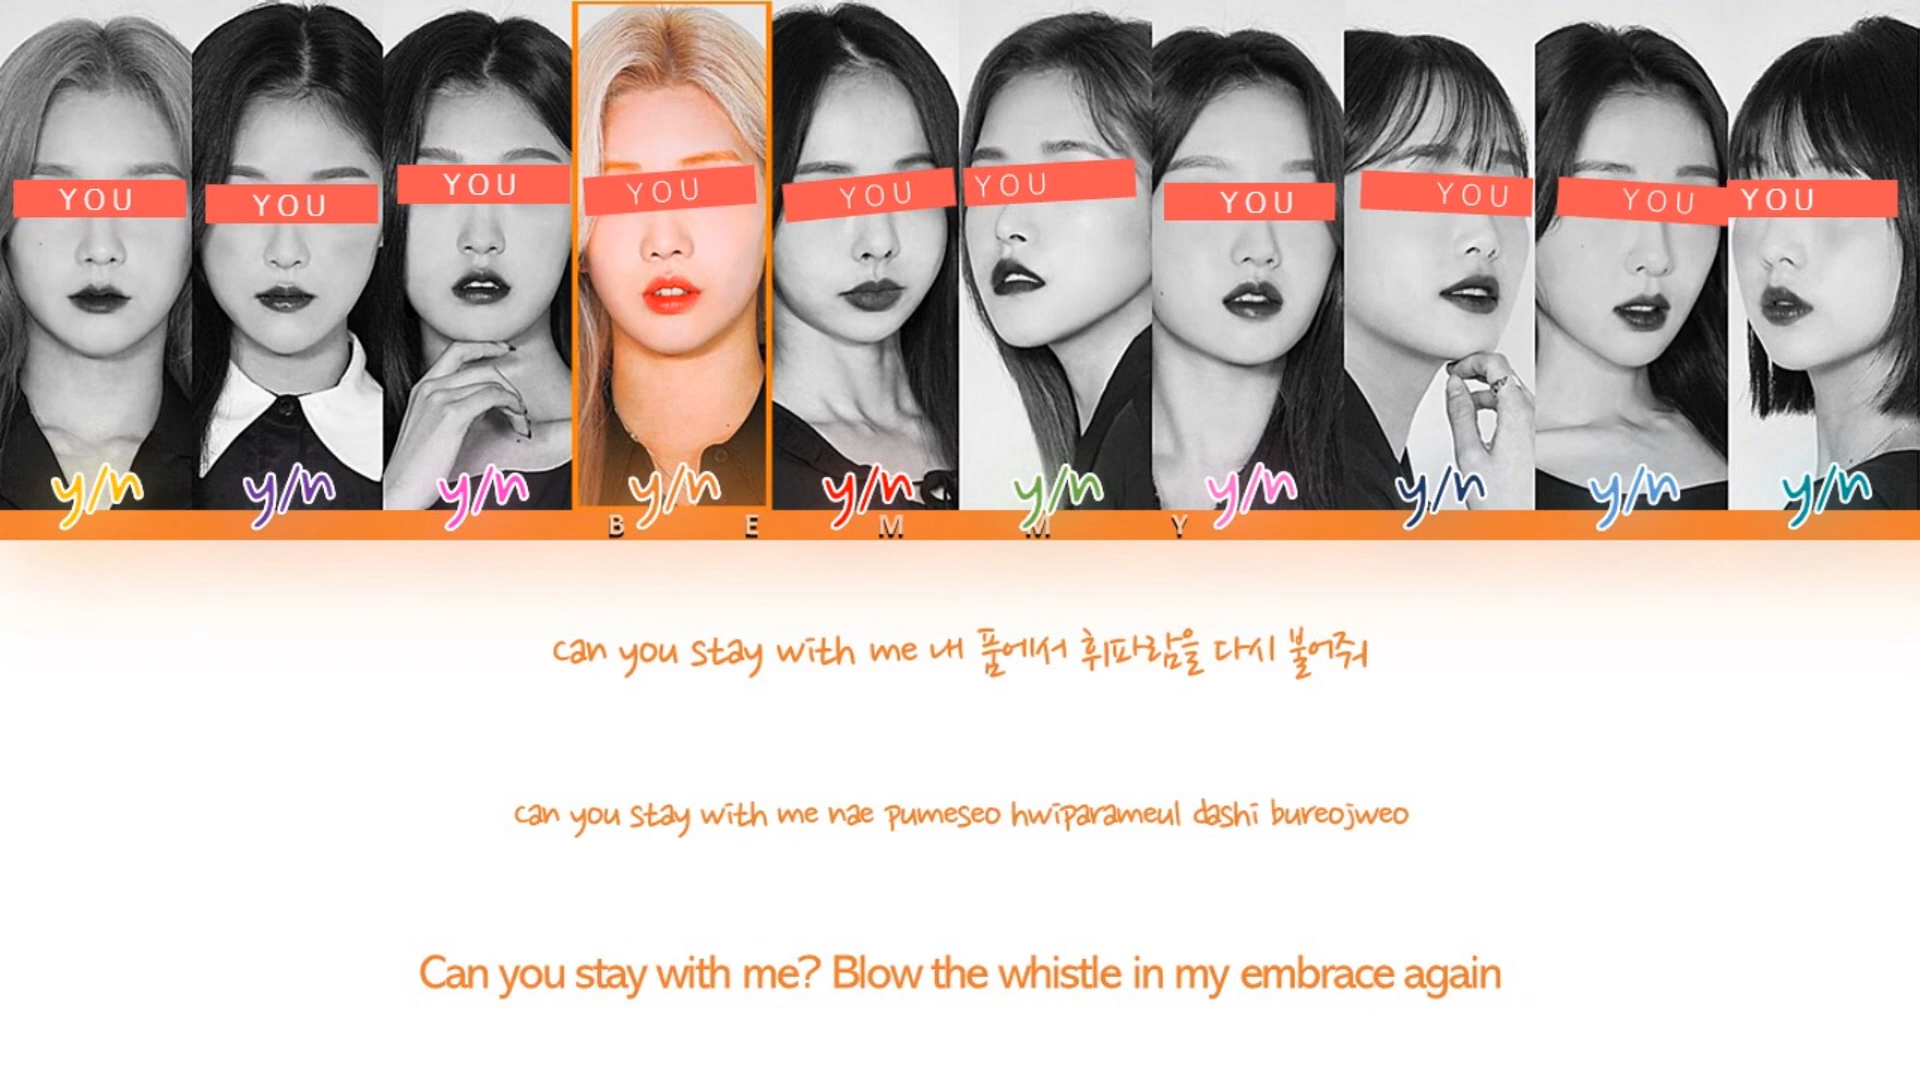 YOU YOU YOU YOU YOU YOU YOU YOU YOU YOU
y/n y/n y/n y/n y/n y/n y/n y/n y/n y/n
BEMMY
can you stay with me 내 품에서 휘파람을 다시 불어줘
can you stay with me nae pumeseo hwiparameul dashi bureojweo
Can you stay with me? Blow the whistle in my embrace again